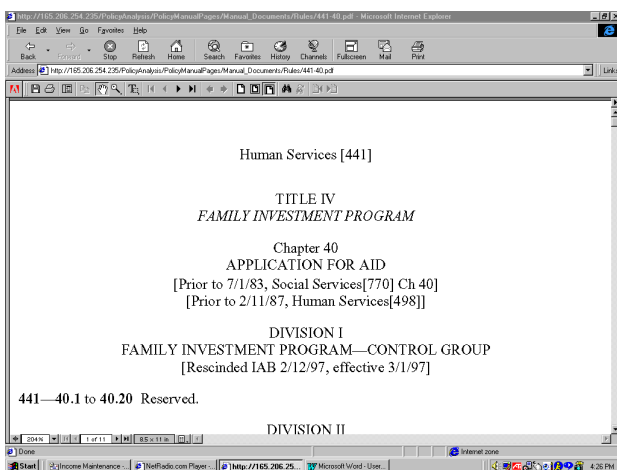 http://165.206.254.235/PolicyAnalysis/PolicyManualPages/Manual_Documents/Rules/441-40.pdf - Microsoft Internet Explorer
File Edit View Go Favorites Help
Back Forward Stop Refresh Home Search Favorites History Channels Fullscreen Mail Print
Address http://165.206.254.235/PolicyAnalysis/PolicyManualPages/Manual_Documents/Rules/441-40.pdf Links
Human Services [441]
TITLE IV
FAMILY INVESTMENT PROGRAM
Chapter 40
APPLICATION FOR AID
[Prior to 7/1/83, Social Services[770] Ch 40]
[Prior to 2/11/87, Human Services[498]]
DIVISION I
FAMILY INVESTMENT PROGRAM—CONTROL GROUP
[Rescinded IAB 2/12/97, effective 3/1/97]
441—40.1 to 40.20 Reserved.
DIVISION II
204% 1 of 11 8.5 x 11 in
Done Internet zone
Start Income Maintenance -... NetRadio.com Player -... http://165.206.25... Microsoft Word - User... 4:26 PM